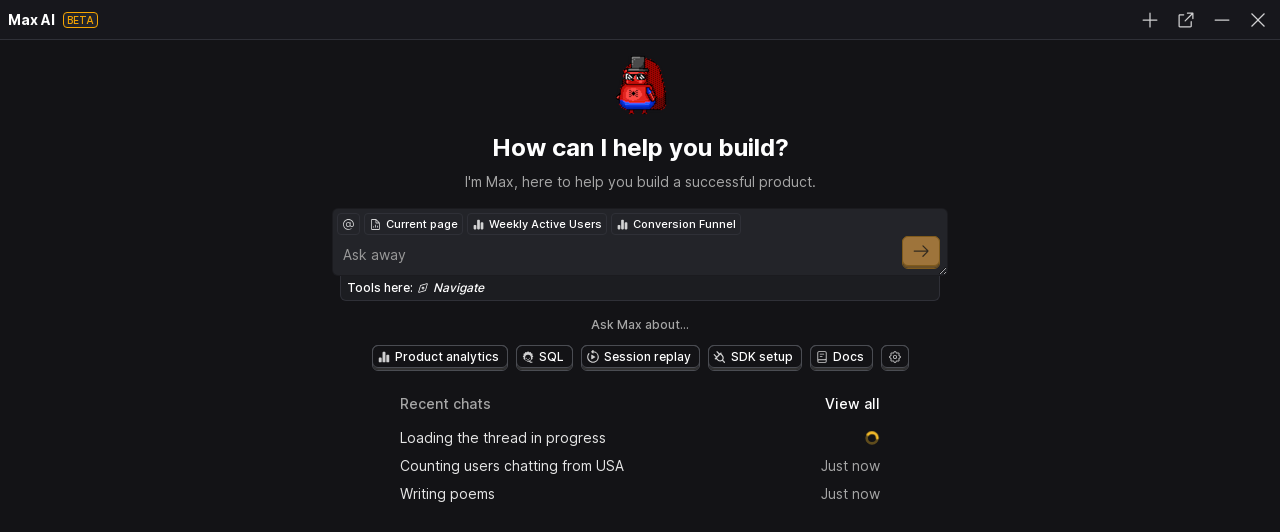 Max AI BETA
How can I help you build?
I'm Max, here to help you build a successful product.
@ Current page Weekly Active Users Conversion Funnel
Ask away
Tools here: Navigate
Ask Max about...
Product analytics SQL Session replay SDK setup Docs
Recent chats View all
Loading the thread in progress
Counting users chatting from USA Just now
Writing poems Just now